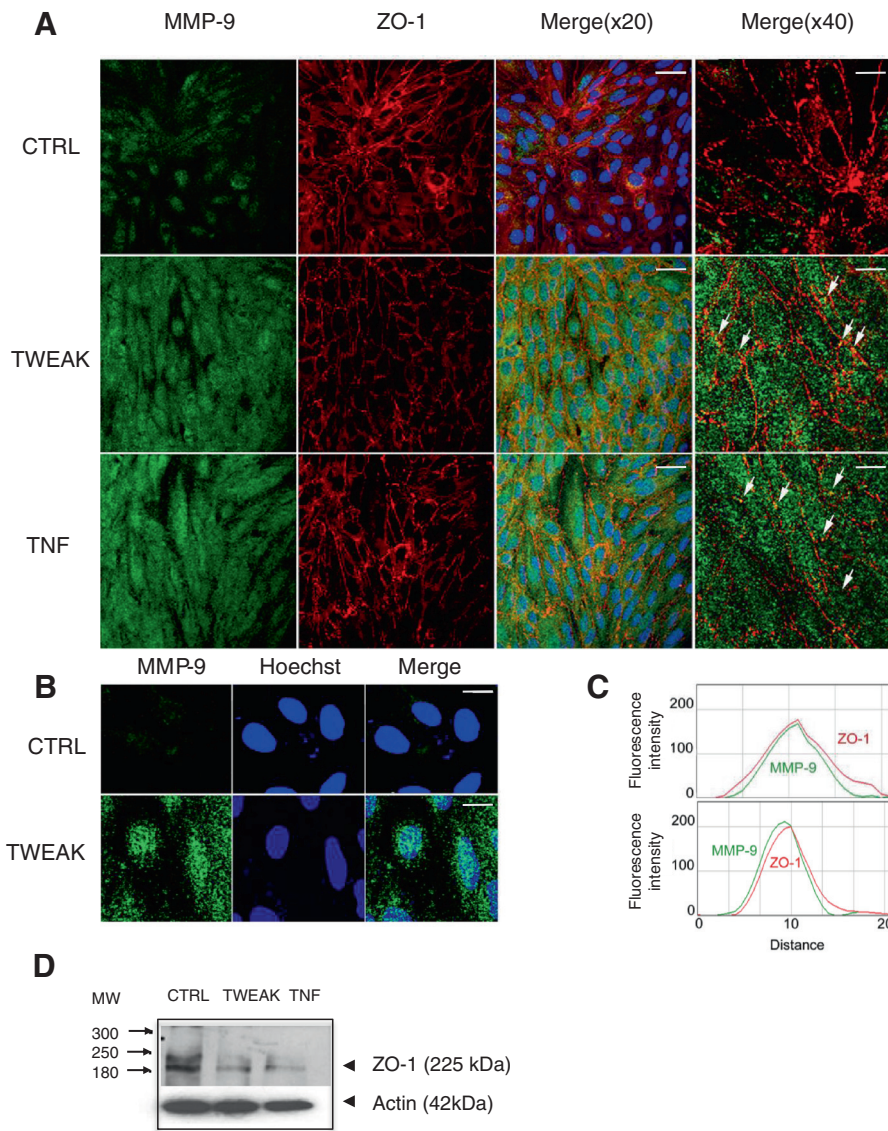 A
MMP-9 ZO-1 Merge(x20) Merge(x40)
CTRL
TWEAK
TNF
B
MMP-9 Hoechst Merge
CTRL
TWEAK
C
Fluorescence
intensity
200
100
0
ZO-1
MMP-9
Fluorescence
intensity
200
100
0
MMP-9
ZO-1
0 10 20
Distance
D
MW CTRL TWEAK TNF
300
250
180
ZO-1 (225 kDa)
Actin (42kDa)